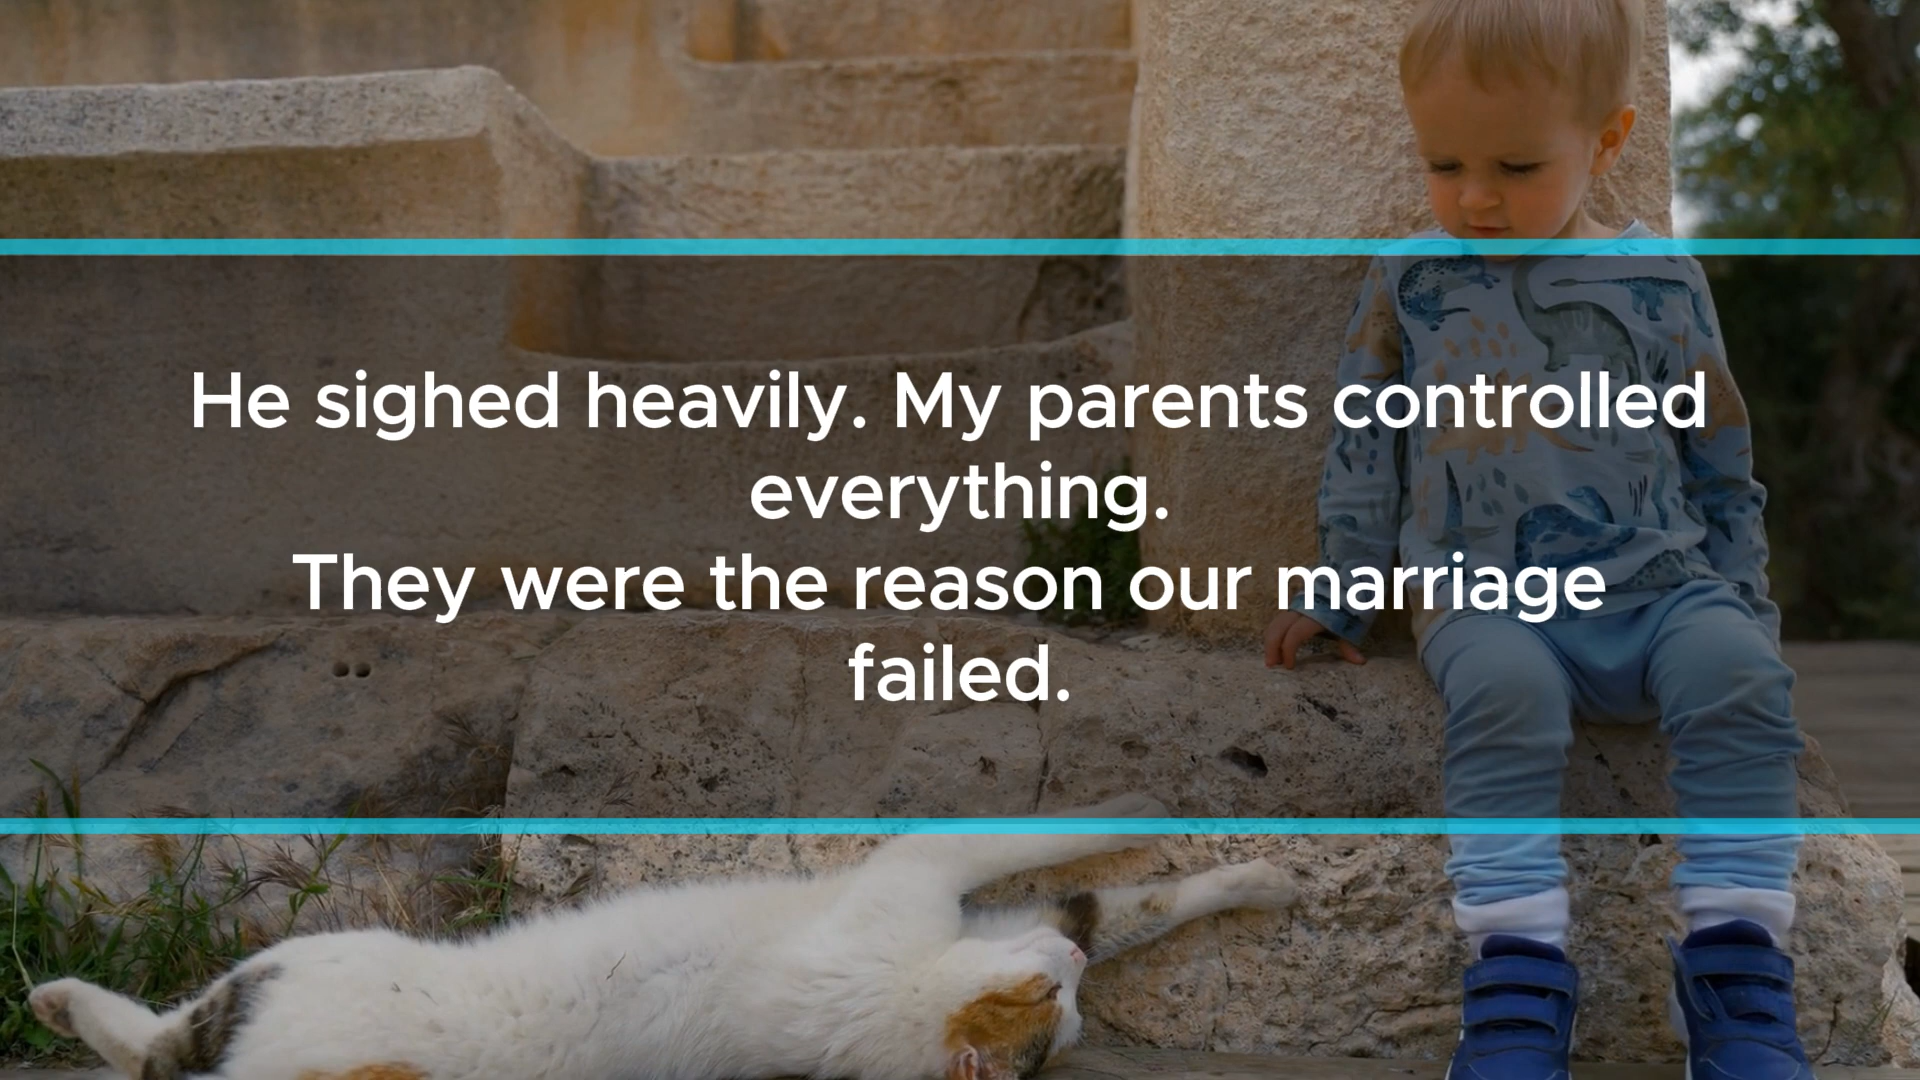 He sighed heavily. My parents controlled
everything.
They were the reason our marriage
failed.